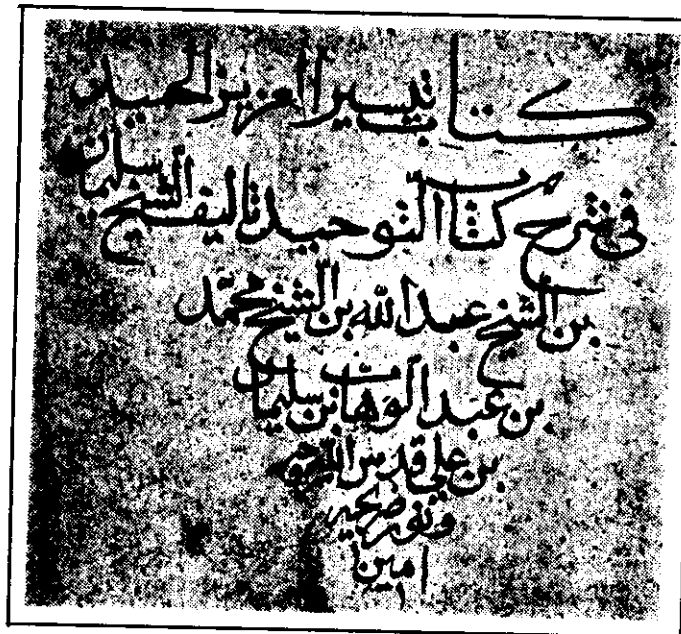 كتاب تيسير العزيز الحميد
في شرح كتاب التوحيد تاليف الشيخ سليمان
بن الشيخ عبد الله بن الشيخ محمد
بن عبد الوهاب بن سليمان
بن علي قدس الله روحه
ونور ضريحه
امين